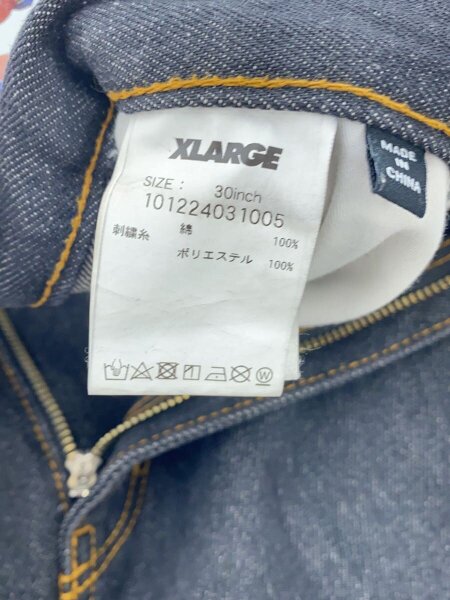 XLARGE
SIZE : 30inch
101224031005
綿 100%
刺繍糸 ポリエステル 100%
W
MADE
IN
CHINA